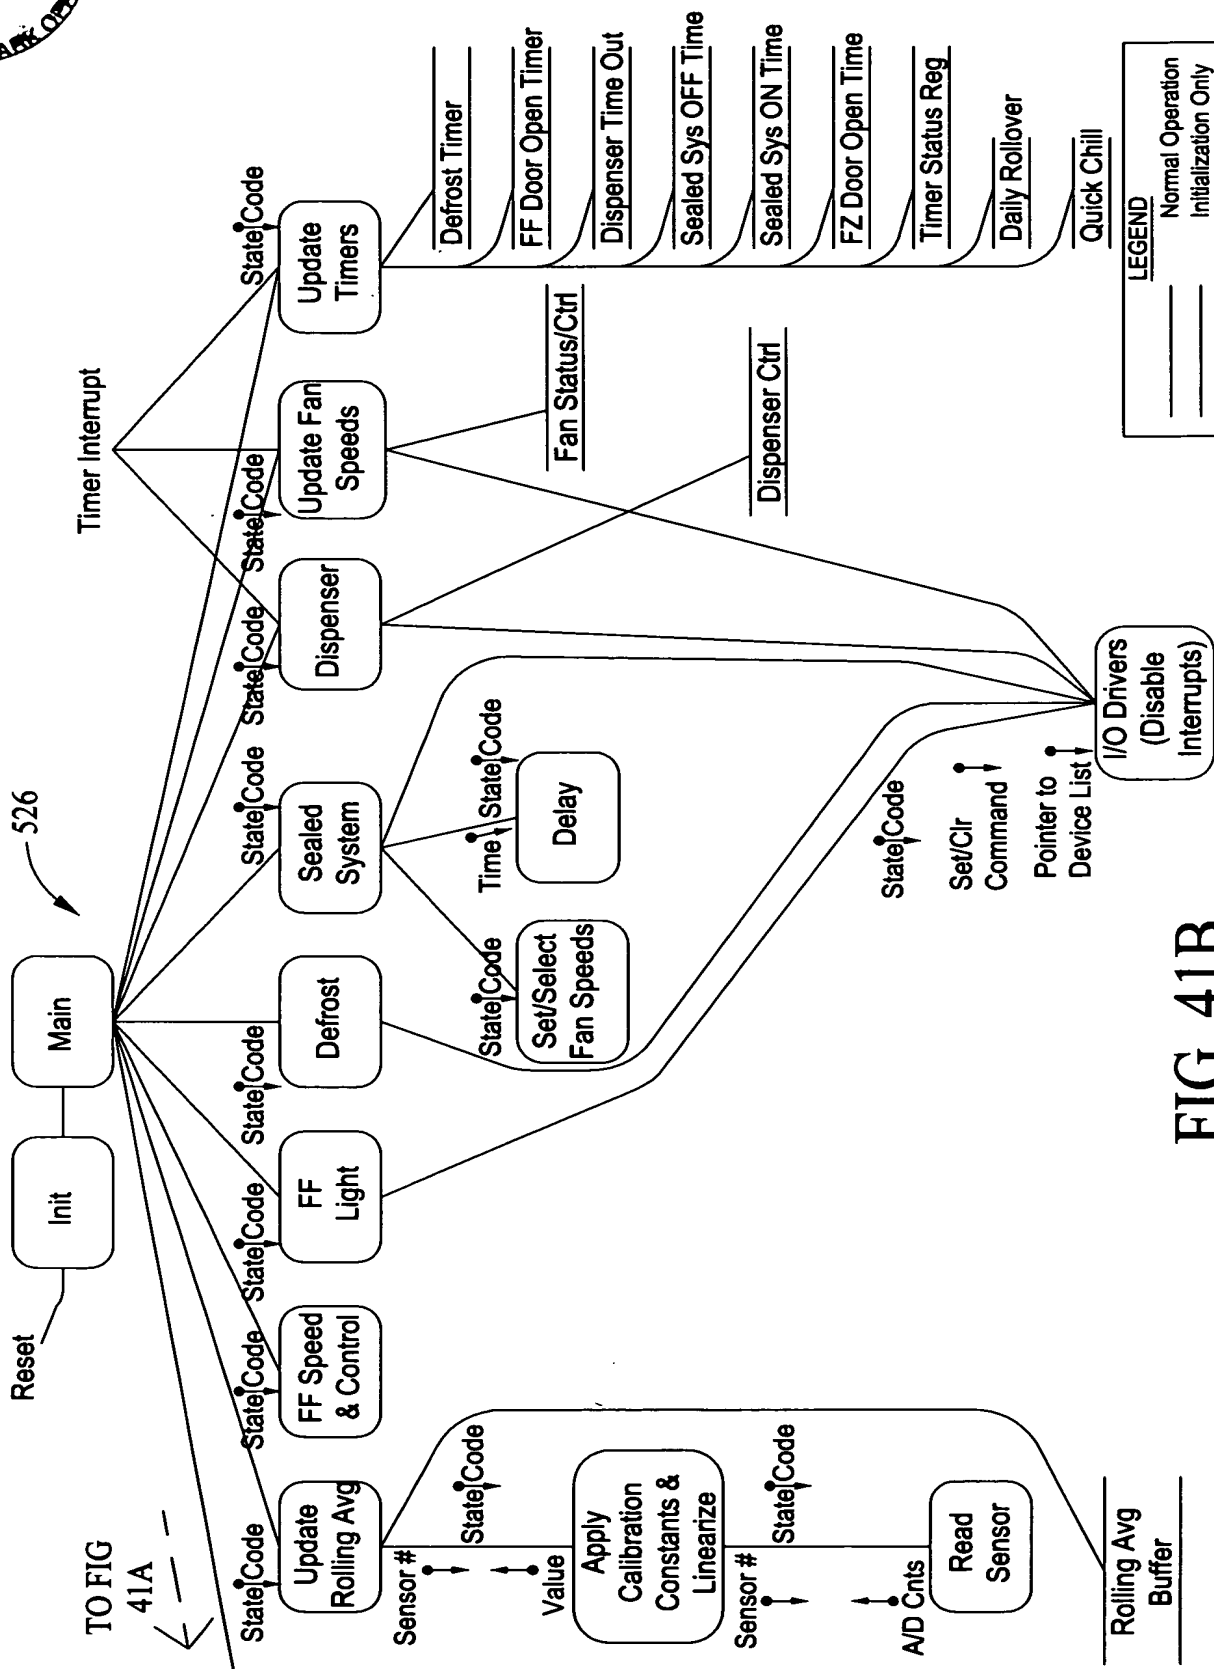 Reset
Init
Main
526
TO FIG
41A
Timer Interrupt
State Code
Update
Rolling Avg
State Code
FF Speed
& Control
State Code
FF
Light
State Code
Defrost
State Code
Sealed
System
State Code
Dispenser
State Code
Update Fan
Speeds
State Code
Update
Timers
Sensor #
Value
State Code
Apply
Calibration
Constants &
Linearize
Sensor #
A/D Cnts
State Code
Read
Sensor
Rolling Avg
Buffer
State Code
Set/Select
Fan Speeds
Time
State Code
Delay
Fan Status/Ctrl
Dispenser Ctrl
Defrost Timer
FF Door Open Timer
Dispenser Time Out
Sealed Sys OFF Time
Sealed Sys ON Time
FZ Door Open Time
Timer Status Reg
Daily Rollover
Quick Chill
State Code
Set/Clr
Command
Pointer to
Device List
I/O Drivers
(Disable
Interrupts)
LEGEND
Normal Operation
Initialization Only
FIG. 41B